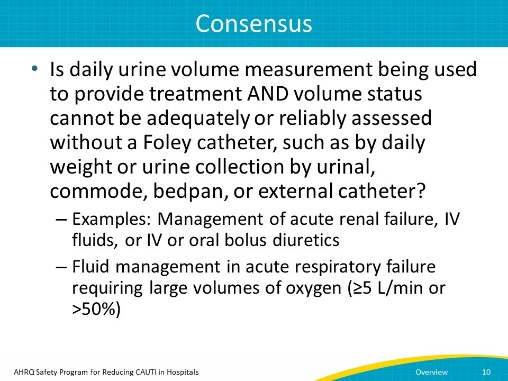 Consensus
• Is daily urine volume measurement being used
to provide treatment AND volume status
cannot be adequately or reliably assessed
without a Foley catheter, such as by daily
weight or urine collection by urinal,
commode, bedpan, or external catheter?
– Examples: Management of acute renal failure, IV
fluids, or IV or oral bolus diuretics
– Fluid management in acute respiratory failure
requiring large volumes of oxygen (≥5 L/min or
>50%)
AHRQ Safety Program for Reducing CAUTI in Hospitals
Overview 10